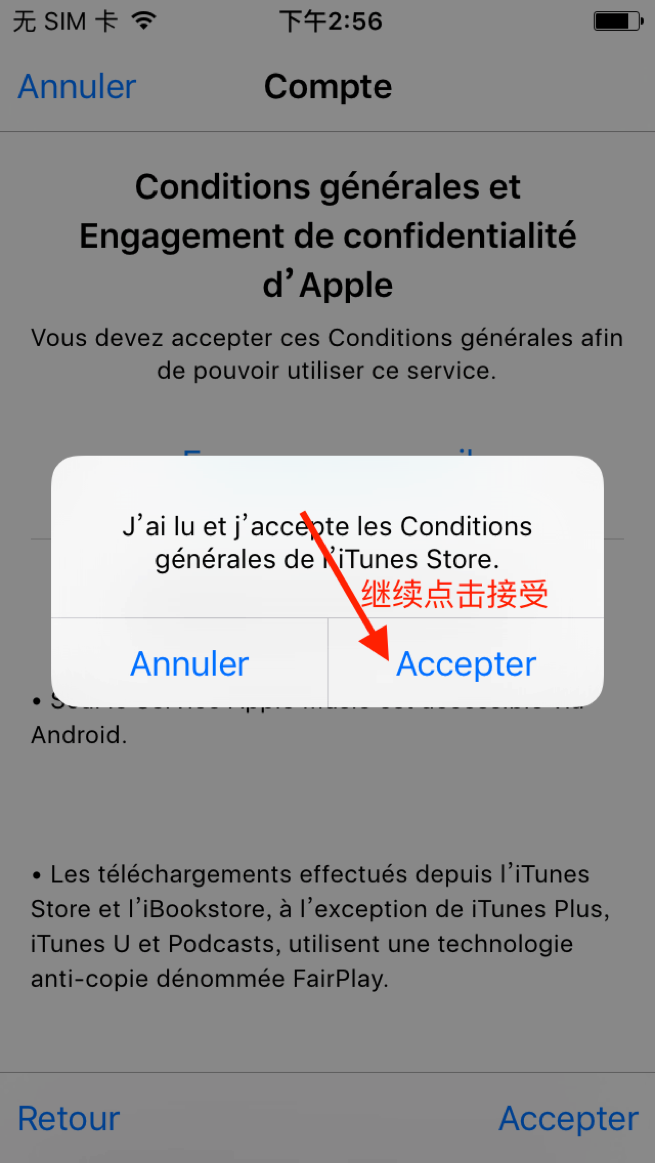 无 SIM 卡 下午2:56
Annuler Compte
Conditions générales et
Engagement de confidentialité
d’Apple
Vous devez accepter ces Conditions générales afin
de pouvoir utiliser ce service.
J’ai lu et j’accepte les Conditions
générales de l’iTunes Store.
继续点击接受
Annuler Accepter
Android.
• Les téléchargements effectués depuis l’iTunes
Store et l’iBookstore, à l’exception de iTunes Plus,
iTunes U et Podcasts, utilisent une technologie
anti-copie dénommée FairPlay.
Retour Accepter